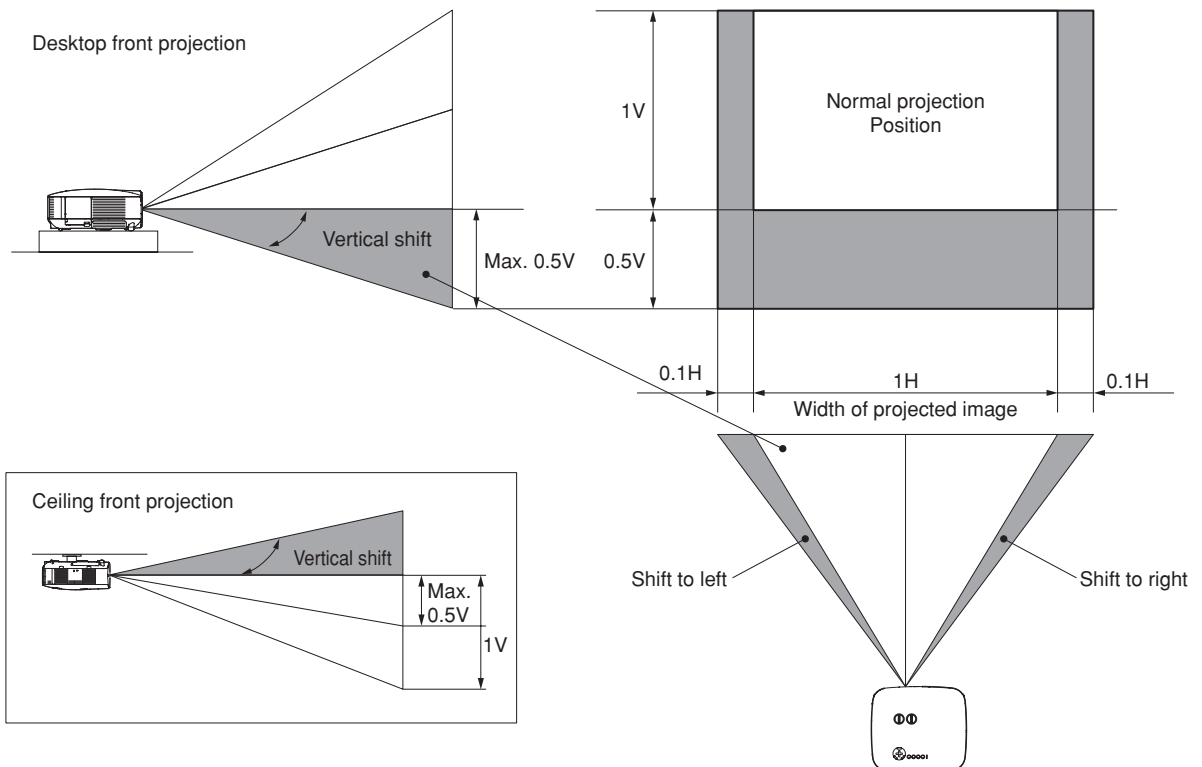 Desktop front projection
Vertical shift
Max. 0.5V
1V
0.5V
Normal projection
Position
0.1H
1H
0.1H
Width of projected image
Shift to left
Shift to right
Ceiling front projection
Vertical shift
Max.
0.5V
1V